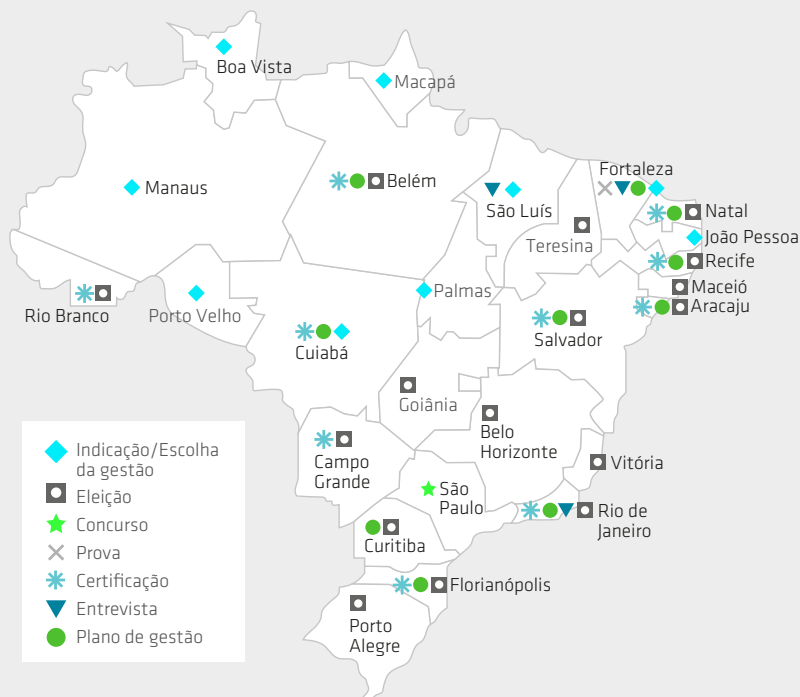 Boa Vista
Macapá
Fortaleza
Manaus
Belém
São Luís
Natal
Teresina
João Pessoa
Recife
Rio Branco
Porto Velho
Palmas
Maceió
Aracaju
Cuiabá
Salvador
Goiânia
Belo
Horizonte
Campo
Grande
Vitória
São
Paulo
Rio de
Janeiro
Curitiba
Florianópolis
Porto
Alegre
Indicação/Escolha
da gestão
Eleição
Concurso
Prova
Certificação
Entrevista
Plano de gestão